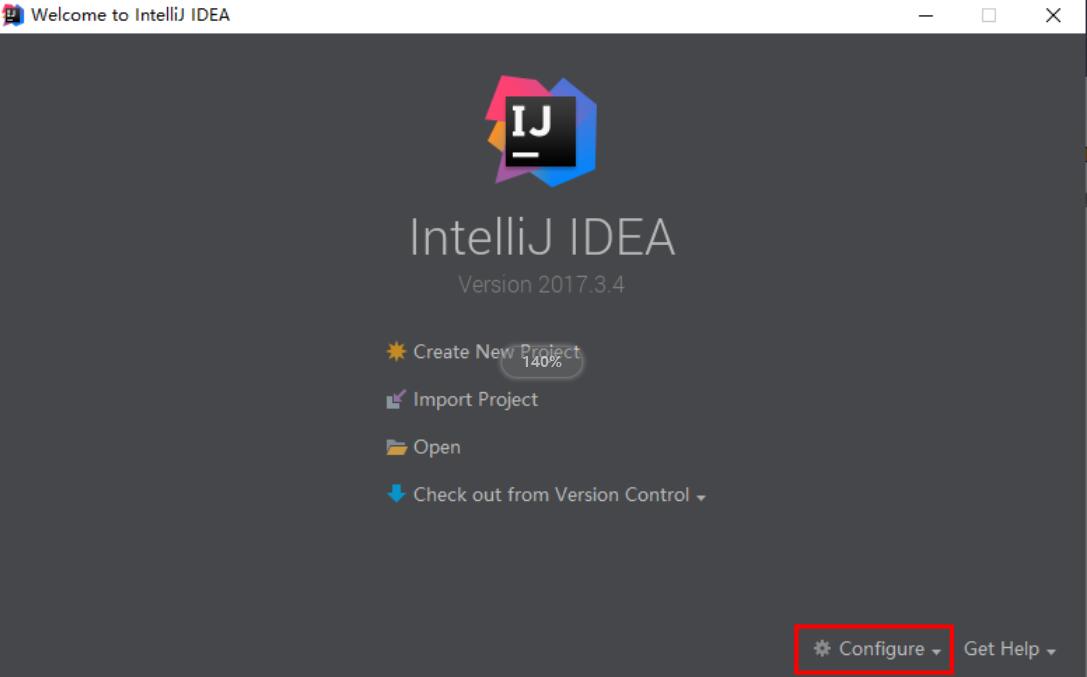 Welcome to IntelliJ IDEA
IJ
IntelliJ IDEA
Version 2017.3.4
Create New Project
140%
Import Project
Open
Check out from Version Control
Configure
Get Help